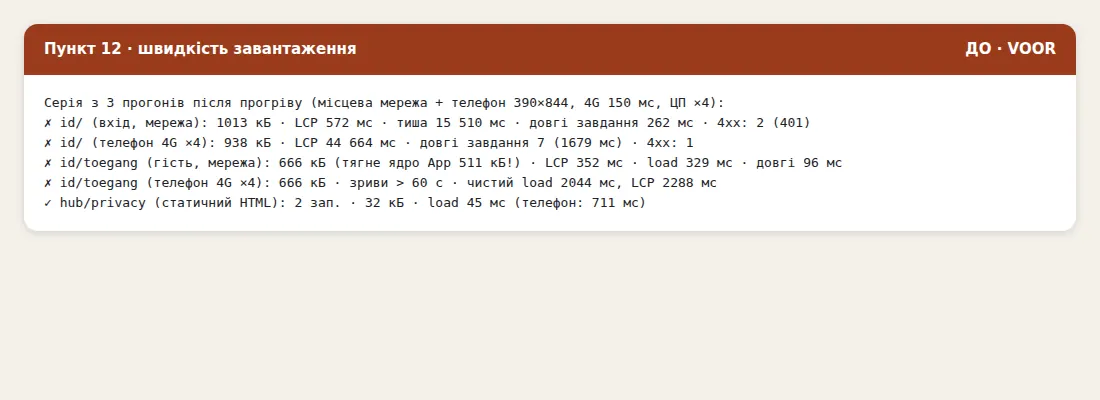 Пункт 12 · швидкість завантаження
ДО · VOOR
Серія з 3 прогонів після прогріву (місцева мережа + телефон 390×844, 4G 150 мс, ЦП ×4):
✗ id/ (вхід, мережа): 1013 кБ · LCP 572 мс · тиша 15 510 мс · довгі завдання 262 мс · 4xx: 2 (401)
✗ id/ (телефон 4G ×4): 938 кБ · LCP 44 664 мс · довгі завдання 7 (1679 мс) · 4xx: 1
✗ id/toegang (гість, мережа): 666 кБ (тягне ядро App 511 кБ!) · LCP 352 мс · load 329 мс · довгі 96 мс
✗ id/toegang (телефон 4G ×4): 666 кБ · зриви > 60 с · чистий load 2044 мс, LCP 2288 мс
✓ hub/privacy (статичний HTML): 2 зап. · 32 кБ · load 45 мс (телефон: 711 мс)